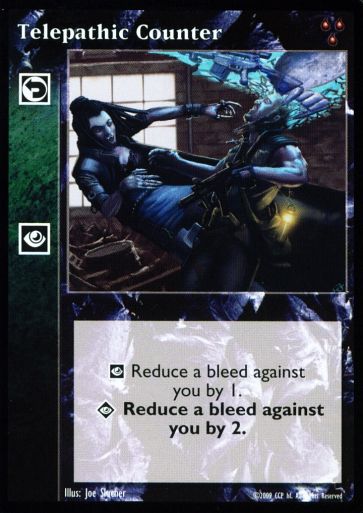 Telepathic Counter
Reduce a bleed against
you by 1.
Reduce a bleed against
you by 2.
Illus: Joe Slucher
©2009 CCP hf. All Rights Reserved